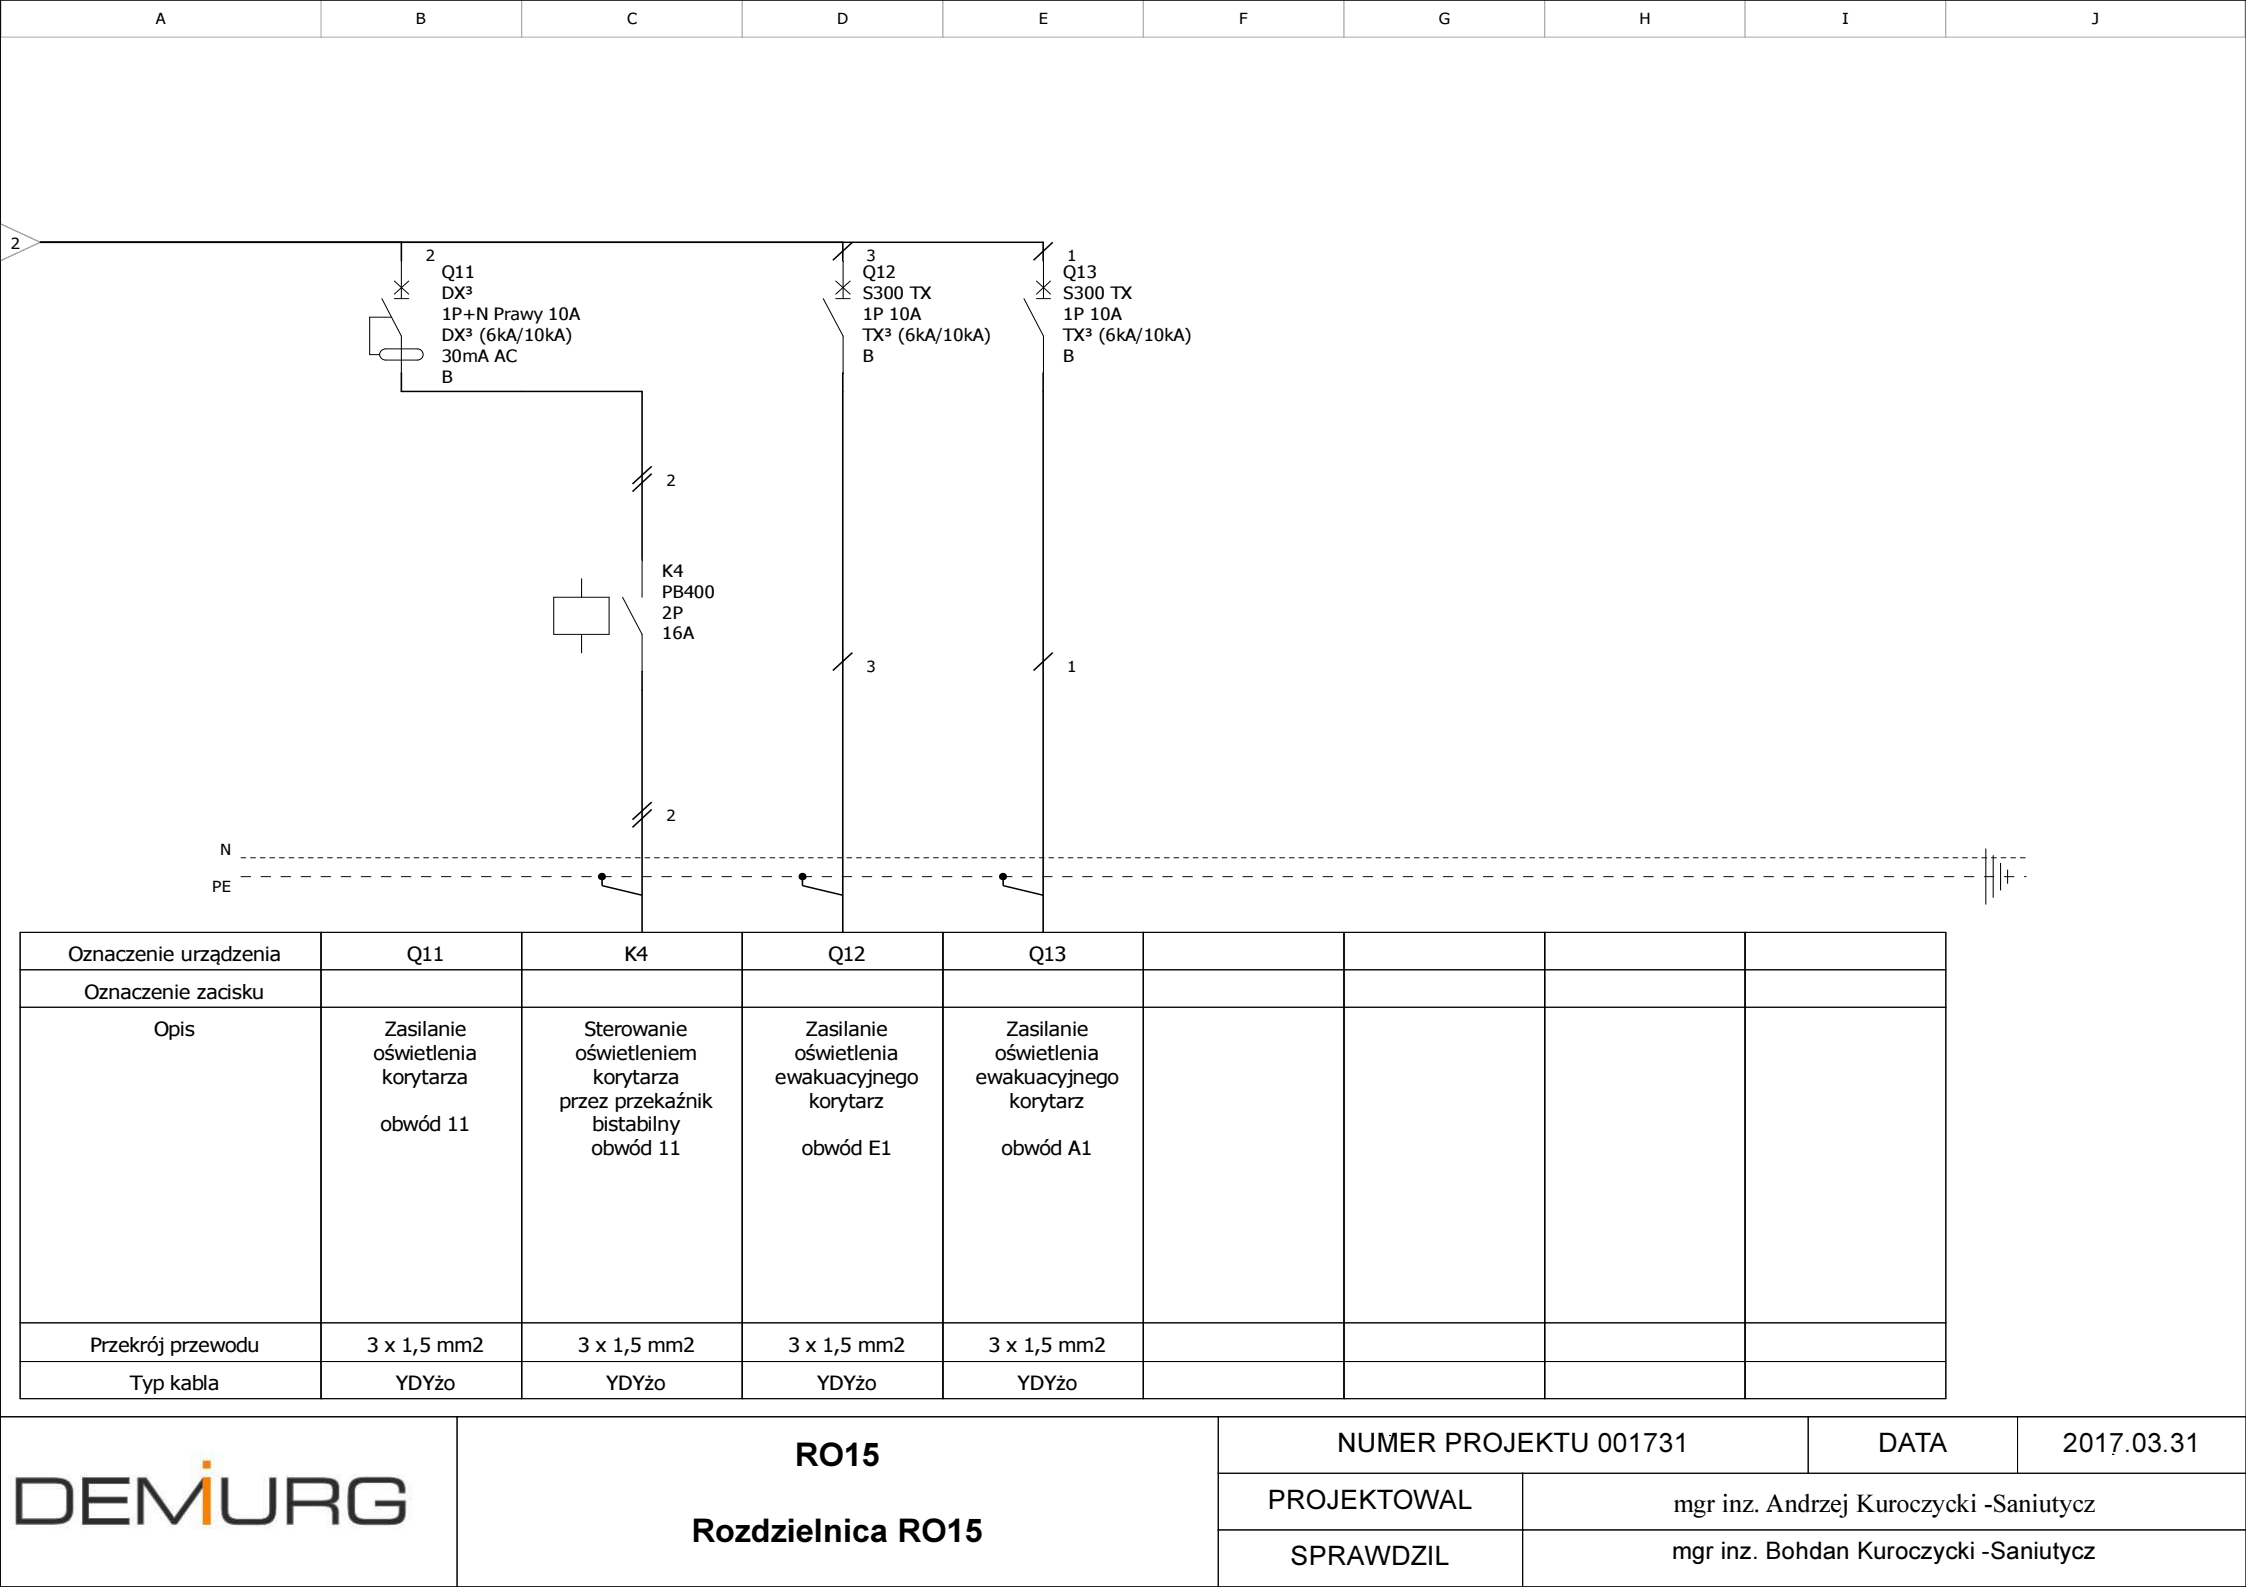 A B C D E F G H I J
2
2
Q11
DX³
1P+N Prawy 10A
DX³ (6kA/10kA)
30mA AC
B
3
Q12
S300 TX
1P 10A
TX³ (6kA/10kA)
B
1
Q13
S300 TX
1P 10A
TX³ (6kA/10kA)
B
2
K4
PB400
2P
16A
3
1
2
N
PE
Oznaczenie urządzenia Q11 K4 Q12 Q13
Oznaczenie zacisku
Opis
Zasilanie
oświetlenia
korytarza
obwód 11
Sterowanie
oświetleniem
korytarza
przez przekaźnik
bistabilny
obwód 11
Zasilanie
oświetlenia
ewakuacyjnego
korytarz
obwód E1
Zasilanie
oświetlenia
ewakuacyjnego
korytarz
obwód A1
Przekrój przewodu 3 x 1,5 mm2 3 x 1,5 mm2 3 x 1,5 mm2 3 x 1,5 mm2
Typ kabla YDYżo YDYżo YDYżo YDYżo
DEMiURG
RO15
Rozdzielnica RO15
NUMER PROJEKTU 001731 DATA 2017.03.31
PROJEKTOWAL mgr inz. Andrzej Kuroczycki -Saniutycz
SPRAWDZIL mgr inz. Bohdan Kuroczycki -Saniutycz